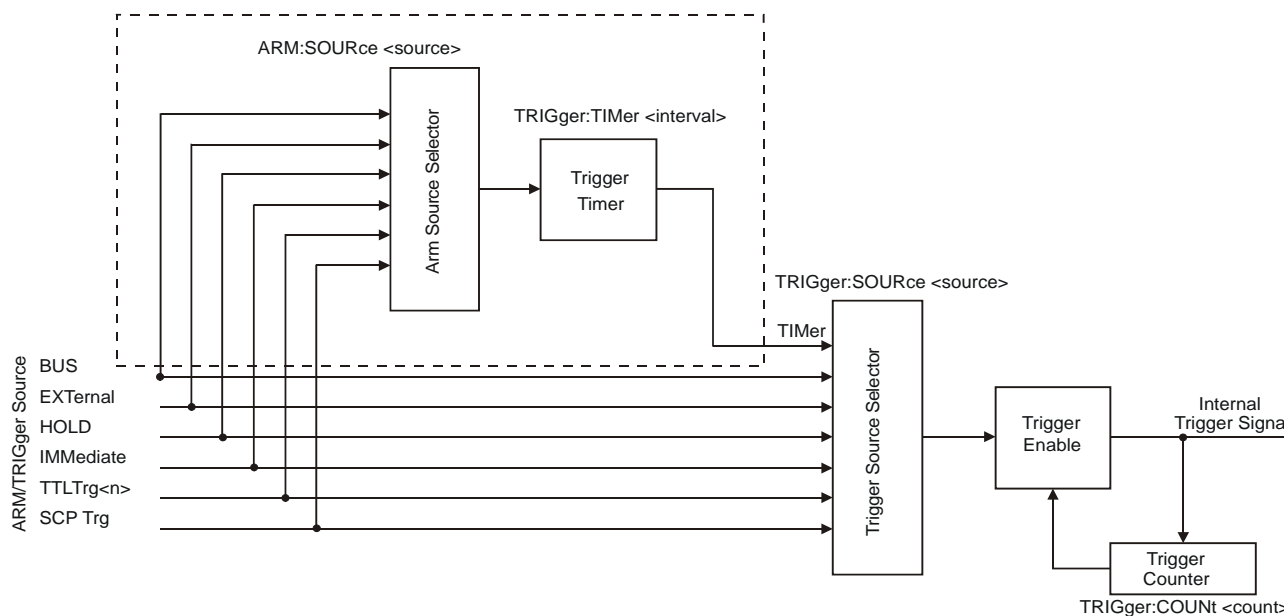 ARM:SOURce <source>
Arm Source Selector
TRIGger:TIMer <interval>
Trigger
Timer
TRIGger:SOURce <source>
TIMer
Trigger Source Selector
ARM/TRIGger Source
BUS
EXTernal
HOLD
IMMediate
TTLTrg<n>
SCP Trg
Trigger
Enable
Internal
Trigger Signal
Trigger
Counter
TRIGger:COUNt <count>